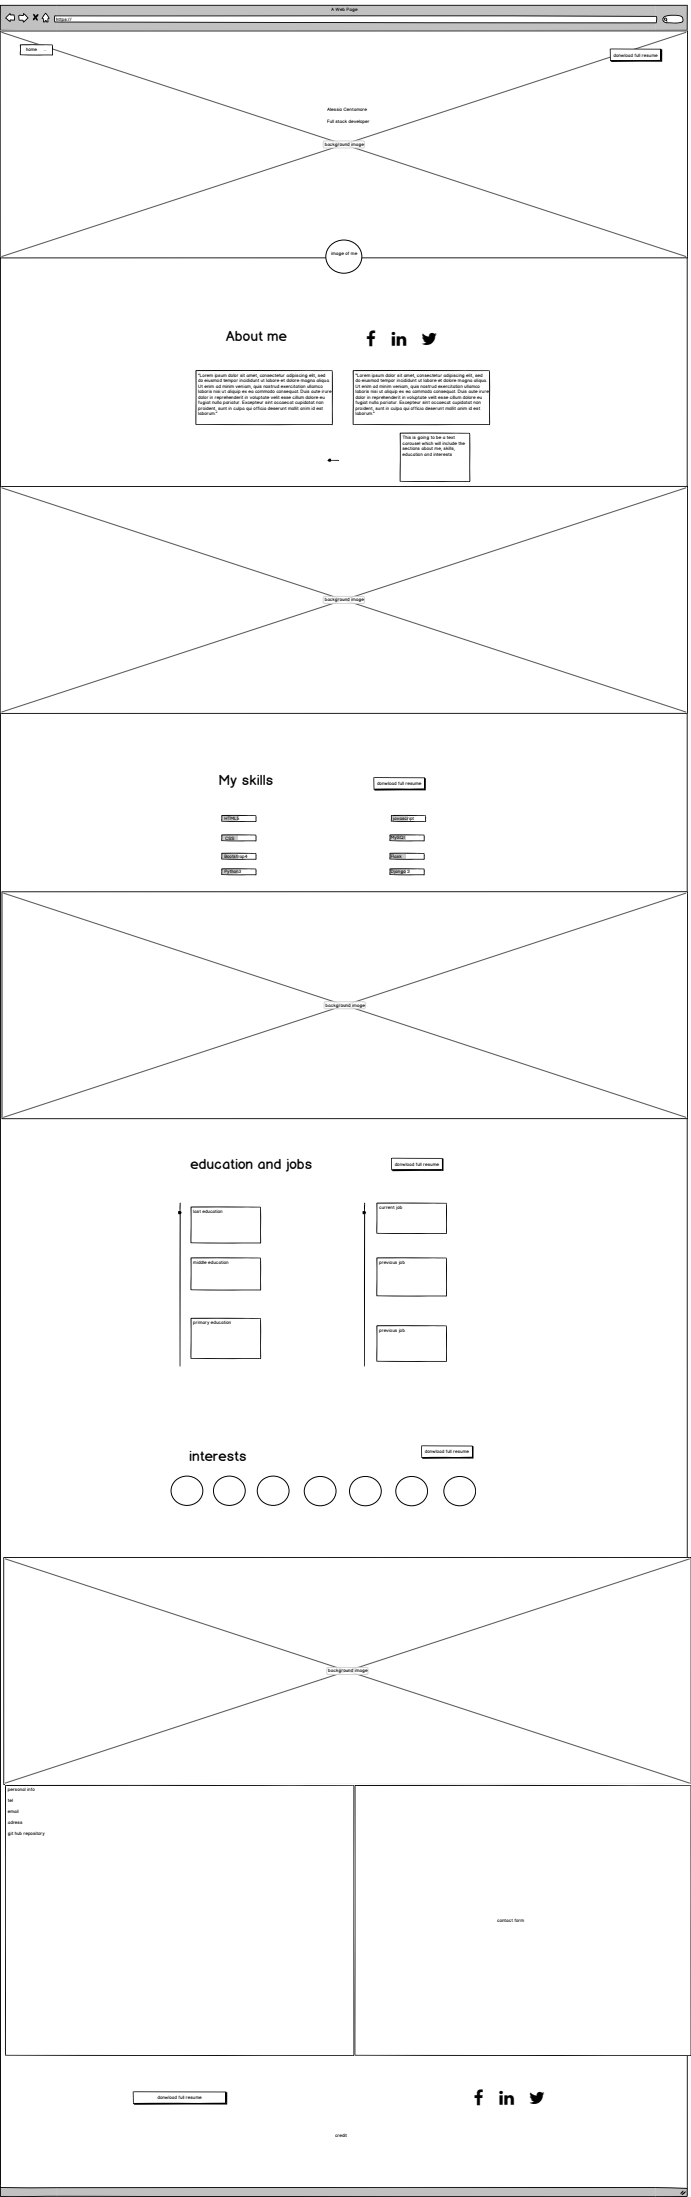 A Web Page
https://
home
donwload full resume
Alessio Centamore
Full stack developer
background image
image of me
About me
f in
"Lorem ipsum dolor sit amet, consectetur adipiscing elit, sed
do eiusmod tempor incididunt ut labore et dolore magna aliqua.
Ut enim ad minim veniam, quis nostrud exercitation ullamco
laboris nisi ut aliquip ex ea commodo consequat. Duis aute irure
dolor in reprehenderit in voluptate velit esse cillum dolore eu
fugiat nulla pariatur. Excepteur sint occaecat cupidatat non
proident, sunt in culpa qui officia deserunt mollit anim id est
laborum."
"Lorem ipsum dolor sit amet, consectetur adipiscing elit, sed
do eiusmod tempor incididunt ut labore et dolore magna aliqua.
Ut enim ad minim veniam, quis nostrud exercitation ullamco
laboris nisi ut aliquip ex ea commodo consequat. Duis aute irure
dolor in reprehenderit in voluptate velit esse cillum dolore eu
fugiat nulla pariatur. Excepteur sint occaecat cupidatat non
proident, sunt in culpa qui officia deserunt mollit anim id est
laborum."
This is going to be a text
carousel which will include the
sections about me, skills,
education and interests
background image
My skills
donwload full resume
HTML5
javascript
CSS
MySQL
Bootstrap4
Flask
Python3
Django 3
background image
education and jobs
donwload full resume
last education
current job
middle education
previous job
primary education
previous job
interests
donwload full resume
background image
personal info
tel
email
adress
git hub repository
contact form
donwload full resume
f in
credit